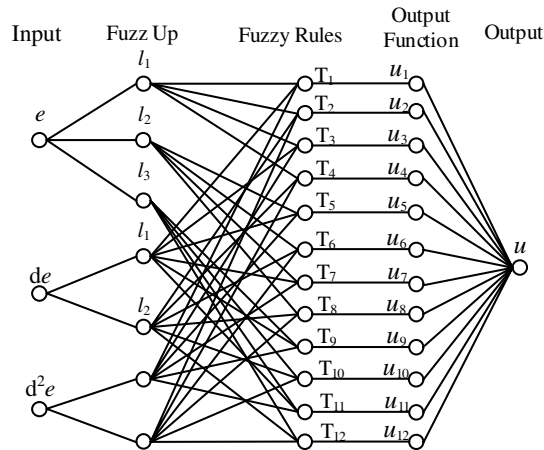 Input Fuzz Up Fuzzy Rules Output Function Output
e
de
d²e
l₁
l₂
l₃
l₁
l₂
T₁
T₂
T₃
T₄
T₅
T₆
T₇
T₈
T₉
T₁₀
T₁₁
T₁₂
u₁
u₂
u₃
u₄
u₅
u₆
u₇
u₈
u₉
u₁₀
u₁₁
u₁₂
u